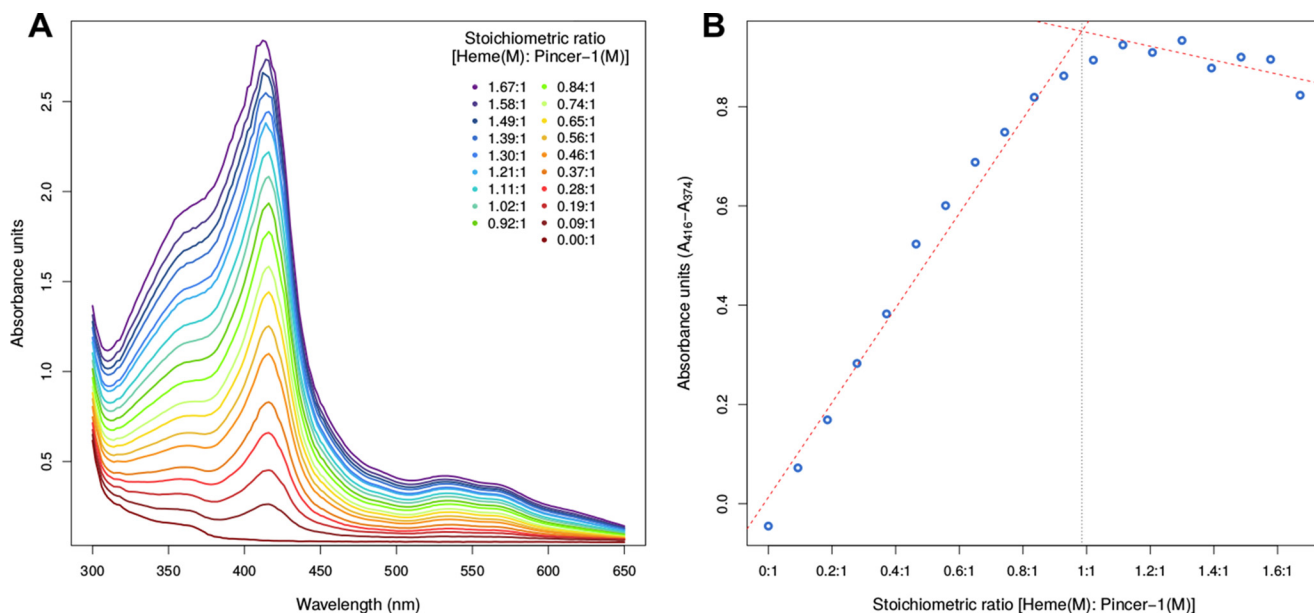 A
Stoichiometric ratio
[Heme(M): Pincer-1(M)]
1.67:1 0.84:1
1.58:1 0.74:1
1.49:1 0.65:1
1.39:1 0.56:1
1.30:1 0.46:1
1.21:1 0.37:1
1.11:1 0.28:1
1.02:1 0.19:1
0.92:1 0.09:1
0.00:1
Absorbance units
2.5
2.0
1.5
1.0
0.5
300 350 400 450 500 550 600 650
Wavelength (nm)
B
Absorbance units (A416–A374)
0.8
0.6
0.4
0.2
0.0
0:1 0.2:1 0.4:1 0.6:1 0.8:1 1:1 1.2:1 1.4:1 1.6:1
Stoichiometric ratio [Heme(M): Pincer-1(M)]